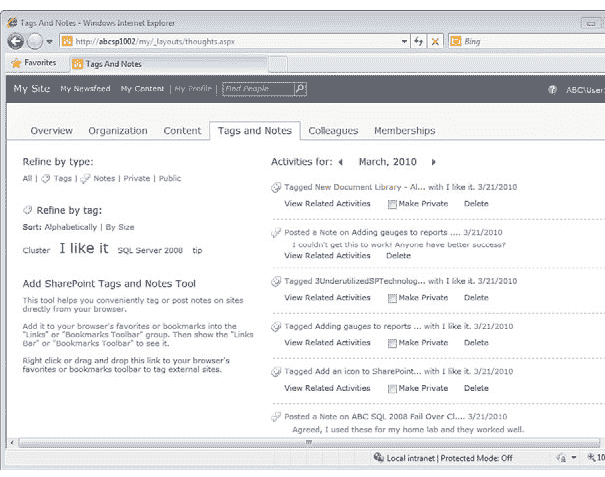 Tags And Notes - Windows Internet Explorer
http://abcsp1002/my/_layouts/thoughts.aspx
Bing
Favorites
Tags And Notes
My Site My Newsfeed My Content | My Profile | Find People
ABC\User
Overview Organization Content Tags and Notes Colleagues Memberships
Refine by type:
All | Tags | Notes | Private | Public
Refine by tag:
Sort: Alphabetically | By Size
Cluster I like it SQL Server 2008 tip
Add SharePoint Tags and Notes Tool
This tool helps you conveniently tag or post notes on sites
directly from your browser.
Add it to your browser's favorites or bookmarks into the
"Links" or "Bookmarks Toolbar" group. Then show the "Links
Bar" or "Bookmarks Toolbar" to see it.
Right click or drag and drop this link to your browser's
favorites or bookmarks toolbar to tag external sites.
Activities for: March, 2010
Tagged New Document Library - Al... with I like it. 3/21/2010
View Related Activities Make Private Delete
Posted a Note on Adding gauges to reports .... 3/21/2010
I couldn't get this to work! Anyone have better success?
View Related Activities Delete
Tagged 3UnderutilizedSPTechnolog... with I like it. 3/21/2010
View Related Activities Make Private Delete
Tagged Adding gauges to reports ... with I like it. 3/21/2010
View Related Activities Make Private Delete
Tagged Add an icon to SharePoint... with I like it. 3/21/2010
View Related Activities Make Private Delete
Posted a Note on ABC SQL 2008 Fail Over Cl.... 3/21/2010
Agreed, I used these for my home lab and they worked well.
Local intranet | Protected Mode: Off
10